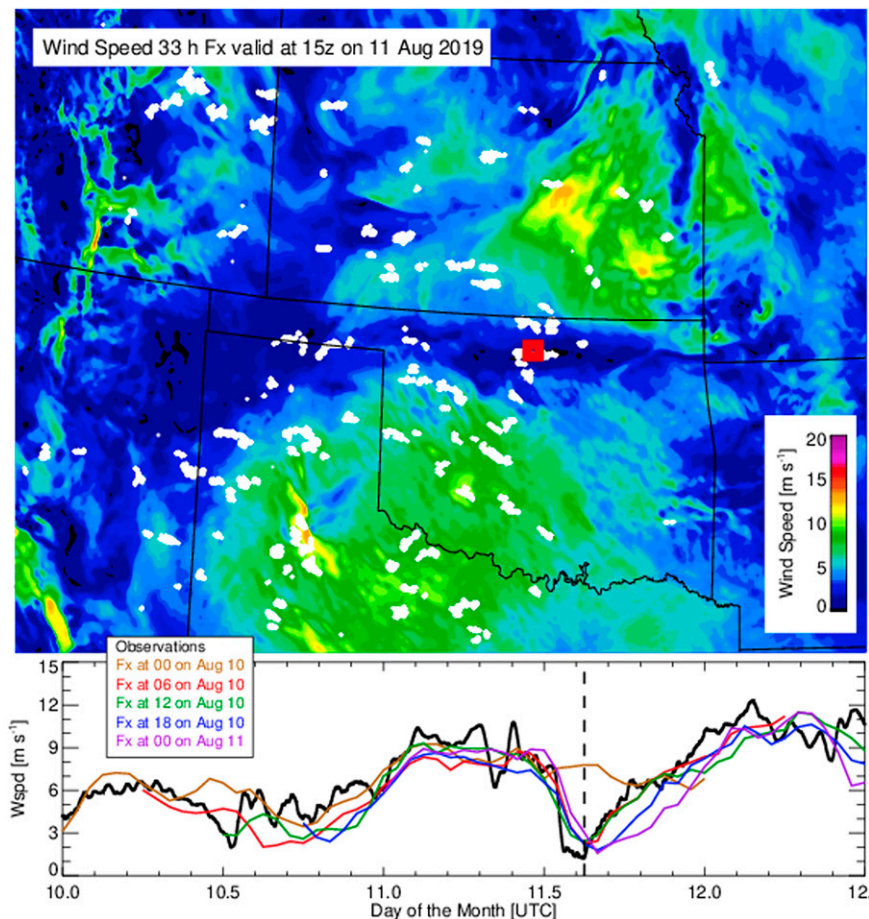 Wind Speed 33 h Fx valid at 15z on 11 Aug 2019
20
15
10
5
0
Wind Speed [m s⁻¹]
Observations
Fx at 00 on Aug 10
Fx at 06 on Aug 10
Fx at 12 on Aug 10
Fx at 18 on Aug 10
Fx at 00 on Aug 11
15
12
9
6
3
0
Wspd [m s⁻¹]
10.0 10.5 11.0 11.5 12.0 12.5
Day of the Month [UTC]